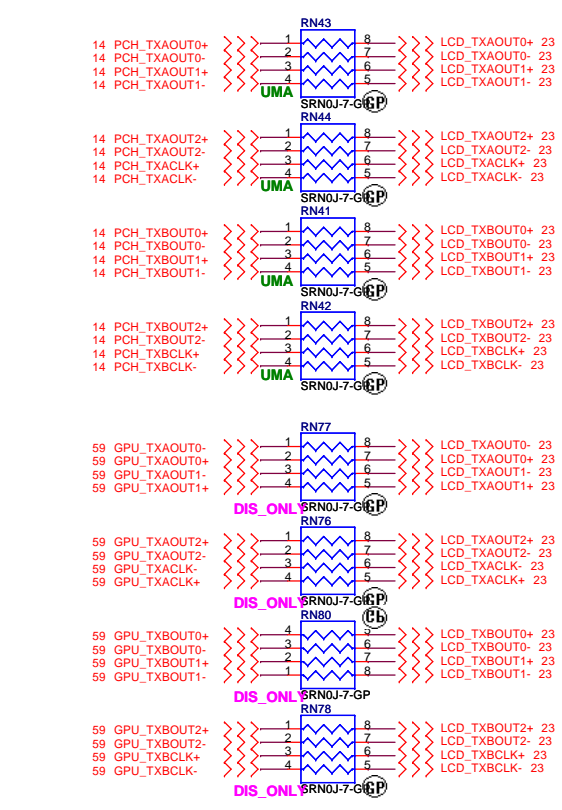 RN43
14 PCH_TXAOUT0+ 1 8 LCD_TXAOUT0+ 23
14 PCH_TXAOUT0- 2 7 LCD_TXAOUT0- 23
14 PCH_TXAOUT1+ 3 6 LCD_TXAOUT1+ 23
14 PCH_TXAOUT1- 4 5 LCD_TXAOUT1- 23
UMA SRN0J-7-GP GP
RN44
14 PCH_TXAOUT2+ 1 8 LCD_TXAOUT2+ 23
14 PCH_TXAOUT2- 2 7 LCD_TXAOUT2- 23
14 PCH_TXACLK+ 3 6 LCD_TXACLK+ 23
14 PCH_TXACLK- 4 5 LCD_TXACLK- 23
UMA SRN0J-7-GP GP
RN41
14 PCH_TXBOUT0+ 1 8 LCD_TXBOUT0+ 23
14 PCH_TXBOUT0- 2 7 LCD_TXBOUT0- 23
14 PCH_TXBOUT1+ 3 6 LCD_TXBOUT1+ 23
14 PCH_TXBOUT1- 4 5 LCD_TXBOUT1- 23
UMA SRN0J-7-GP GP
RN42
14 PCH_TXBOUT2+ 1 8 LCD_TXBOUT2+ 23
14 PCH_TXBOUT2- 2 7 LCD_TXBOUT2- 23
14 PCH_TXBCLK+ 3 6 LCD_TXBCLK+ 23
14 PCH_TXBCLK- 4 5 LCD_TXBCLK- 23
UMA SRN0J-7-GP GP
RN77
59 GPU_TXAOUT0- 1 8 LCD_TXAOUT0- 23
59 GPU_TXAOUT0+ 2 7 LCD_TXAOUT0+ 23
59 GPU_TXAOUT1- 3 6 LCD_TXAOUT1- 23
59 GPU_TXAOUT1+ 4 5 LCD_TXAOUT1+ 23
DIS_ONLY SRN0J-7-GP GP
RN76
59 GPU_TXAOUT2+ 1 8 LCD_TXAOUT2+ 23
59 GPU_TXAOUT2- 2 7 LCD_TXAOUT2- 23
59 GPU_TXACLK- 3 6 LCD_TXACLK- 23
59 GPU_TXACLK+ 4 5 LCD_TXACLK+ 23
DIS_ONLY SRN0J-7-GP GP
RN80 GP
59 GPU_TXBOUT0+ 4 5 LCD_TXBOUT0+ 23
59 GPU_TXBOUT0- 3 6 LCD_TXBOUT0- 23
59 GPU_TXBOUT1+ 2 7 LCD_TXBOUT1+ 23
59 GPU_TXBOUT1- 1 8 LCD_TXBOUT1- 23
DIS_ONLY SRN0J-7-GP
RN78
59 GPU_TXBOUT2+ 1 8 LCD_TXBOUT2+ 23
59 GPU_TXBOUT2- 2 7 LCD_TXBOUT2- 23
59 GPU_TXBCLK+ 3 6 LCD_TXBCLK+ 23
59 GPU_TXBCLK- 4 5 LCD_TXBCLK- 23
DIS_ONLY SRN0J-7-GP GP